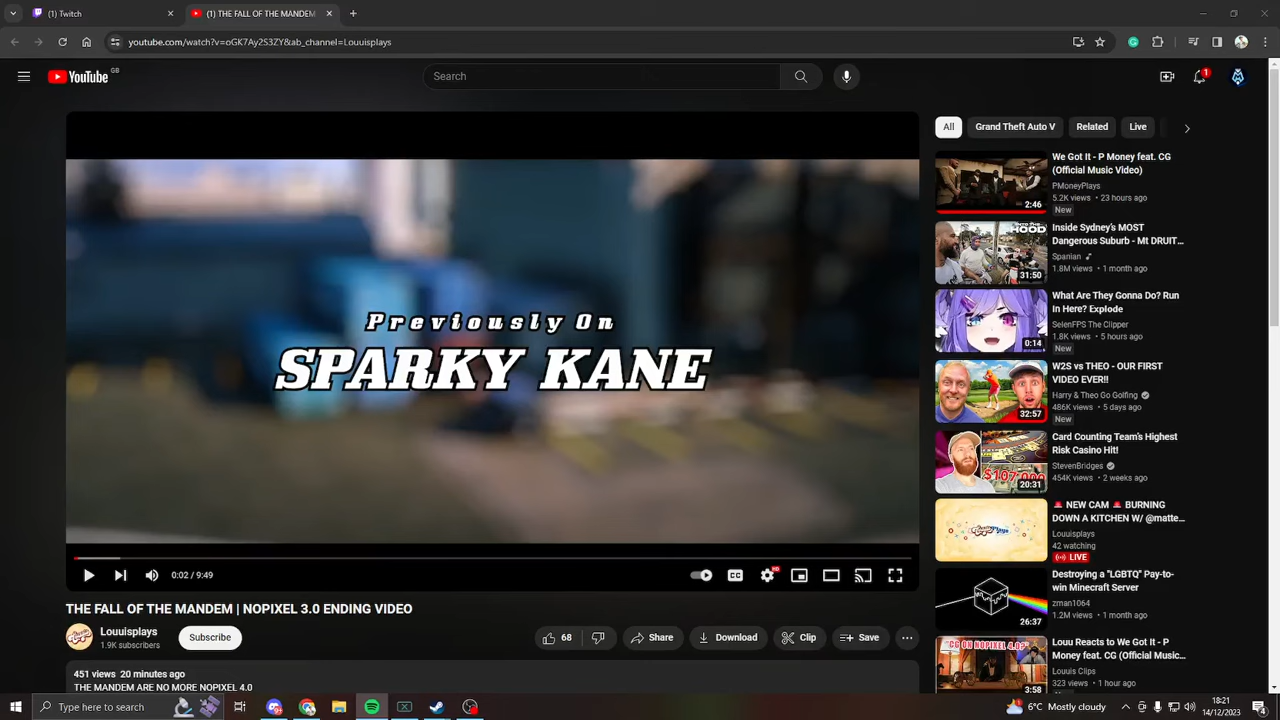 (1) Twitch
(1) THE FALL OF THE MANDEM
youtube.com/watch?v=oGK7Ay2S3ZY&ab_channel=Louuisplays
YouTube GB
Search
1
Previously On
SPARKY KANE
0:02 / 9:49
CC
HD
THE FALL OF THE MANDEM | NOPIXEL 3.0 ENDING VIDEO
Louuisplays
1.9K subscribers
Subscribe
68
Share
Download
Clip
Save
451 views 20 minutes ago
THE MANDEM ARE NO MORE NOPIXEL 4.0
All
Grand Theft Auto V
Related
Live
2:46
We Got It - P Money feat. CG
(Official Music Video)
PMoneyPlays
5.2K views • 23 hours ago
New
HOOD
31:50
Inside Sydney's MOST
Dangerous Suburb - Mt DRUIT...
Spanian
1.8M views • 1 month ago
0:14
What Are They Gonna Do? Run
In Here? Explode
SelenFPS The Clipper
1.8K views • 5 hours ago
New
32:57
W2S vs THEO - OUR FIRST
VIDEO EVER!!
Harry & Theo Go Golfing
486K views • 5 days ago
New
$107,000
20:31
Card Counting Team's Highest
Risk Casino Hit!
StevenBridges
454K views • 2 weeks ago
🚨 NEW CAM 🚨 BURNING
DOWN A KITCHEN W/ @matte...
Louuisplays
42 watching
LIVE
26:37
Destroying a "LGBTQ" Pay-to-
win Minecraft Server
zman1064
1.2M views • 1 month ago
"CG ON NOPIXEL 4.0?"
3:58
Louu Reacts to We Got It - P
Money feat. CG (Official Music...
Louuis Clips
323 views • 1 hour ago
Type here to search
6°C Mostly cloudy
18:21
14/12/2023